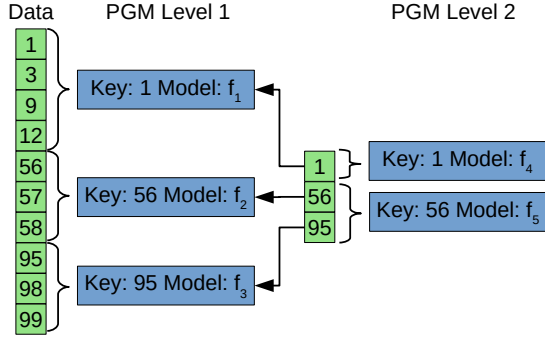 Data PGM Level 1 PGM Level 2
1
3
9
12
56
57
58
95
98
99
Key: 1 Model: f₁
Key: 56 Model: f₂
Key: 95 Model: f₃
1
56
95
Key: 1 Model: f₄
Key: 56 Model: f₅